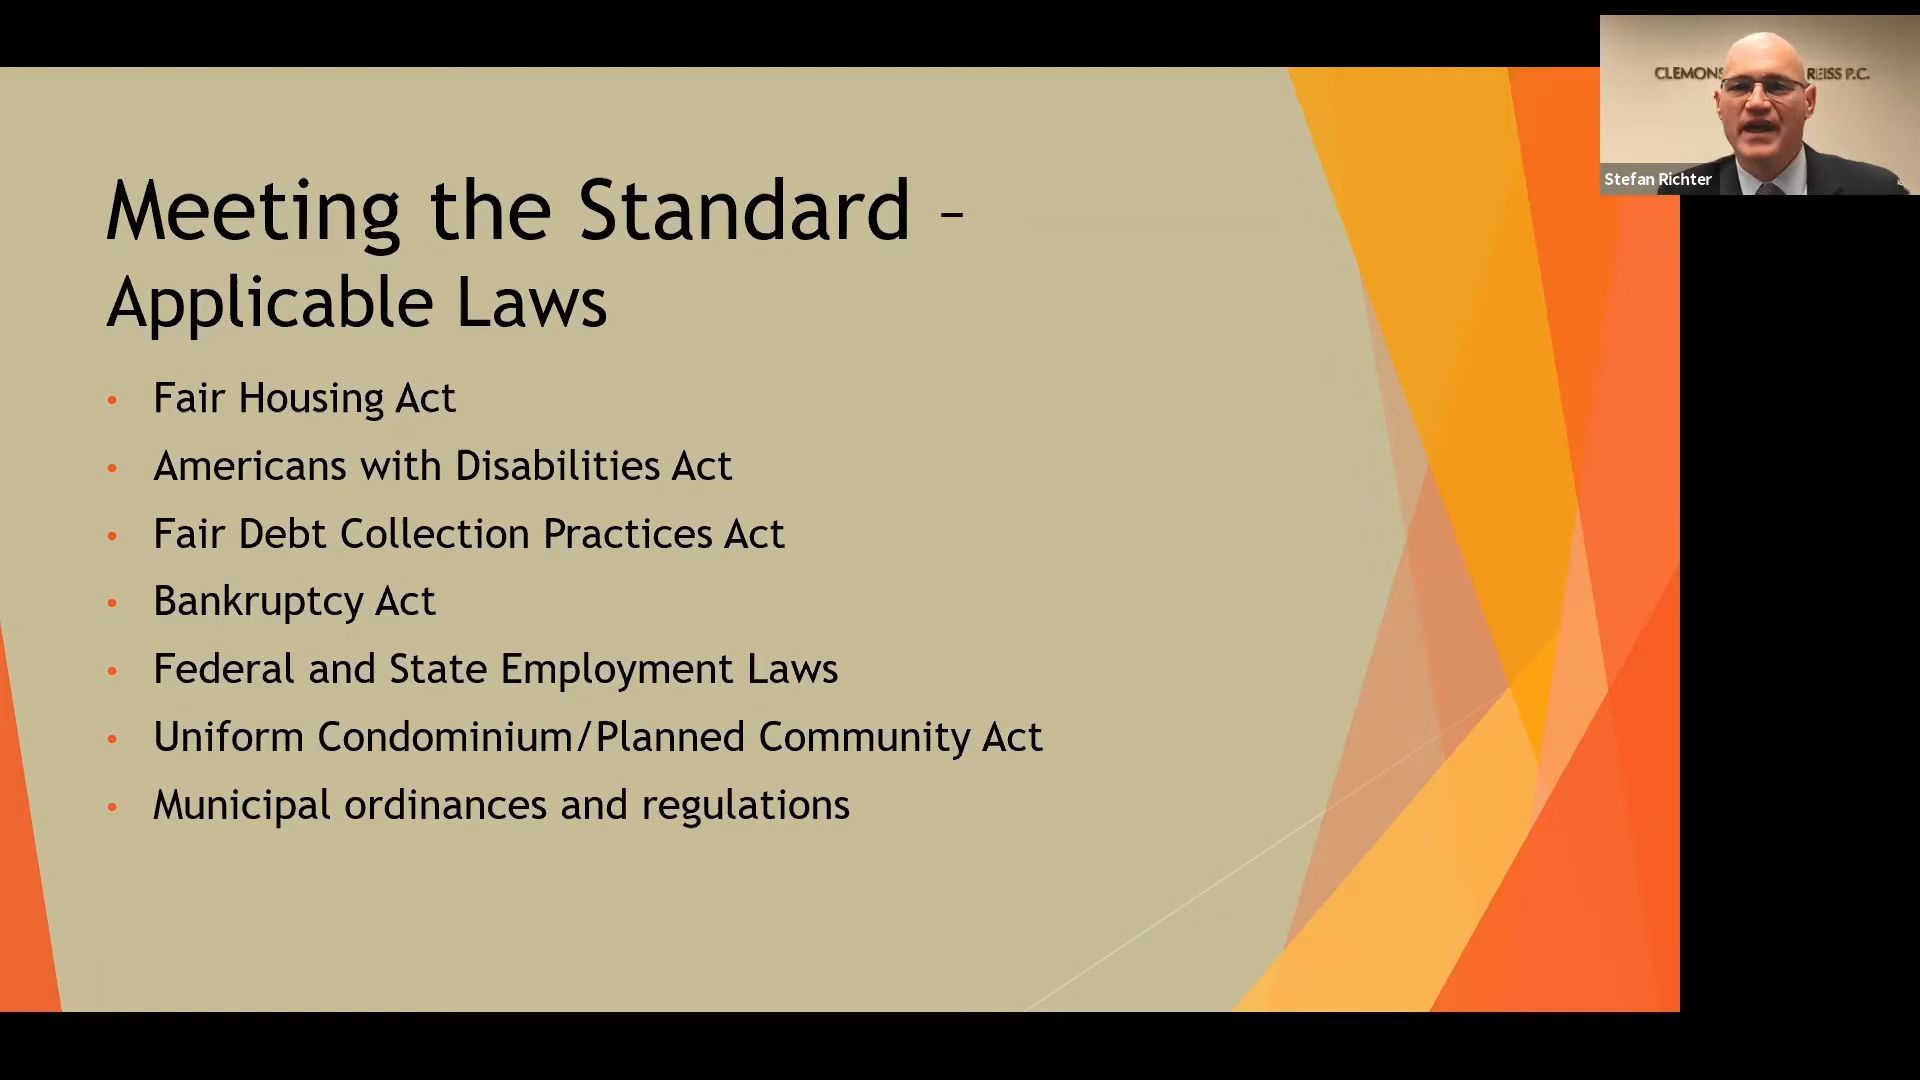 CLEMONS REISS P.C.
Stefan Richter
Meeting the Standard –
Applicable Laws
• Fair Housing Act
• Americans with Disabilities Act
• Fair Debt Collection Practices Act
• Bankruptcy Act
• Federal and State Employment Laws
• Uniform Condominium/Planned Community Act
• Municipal ordinances and regulations